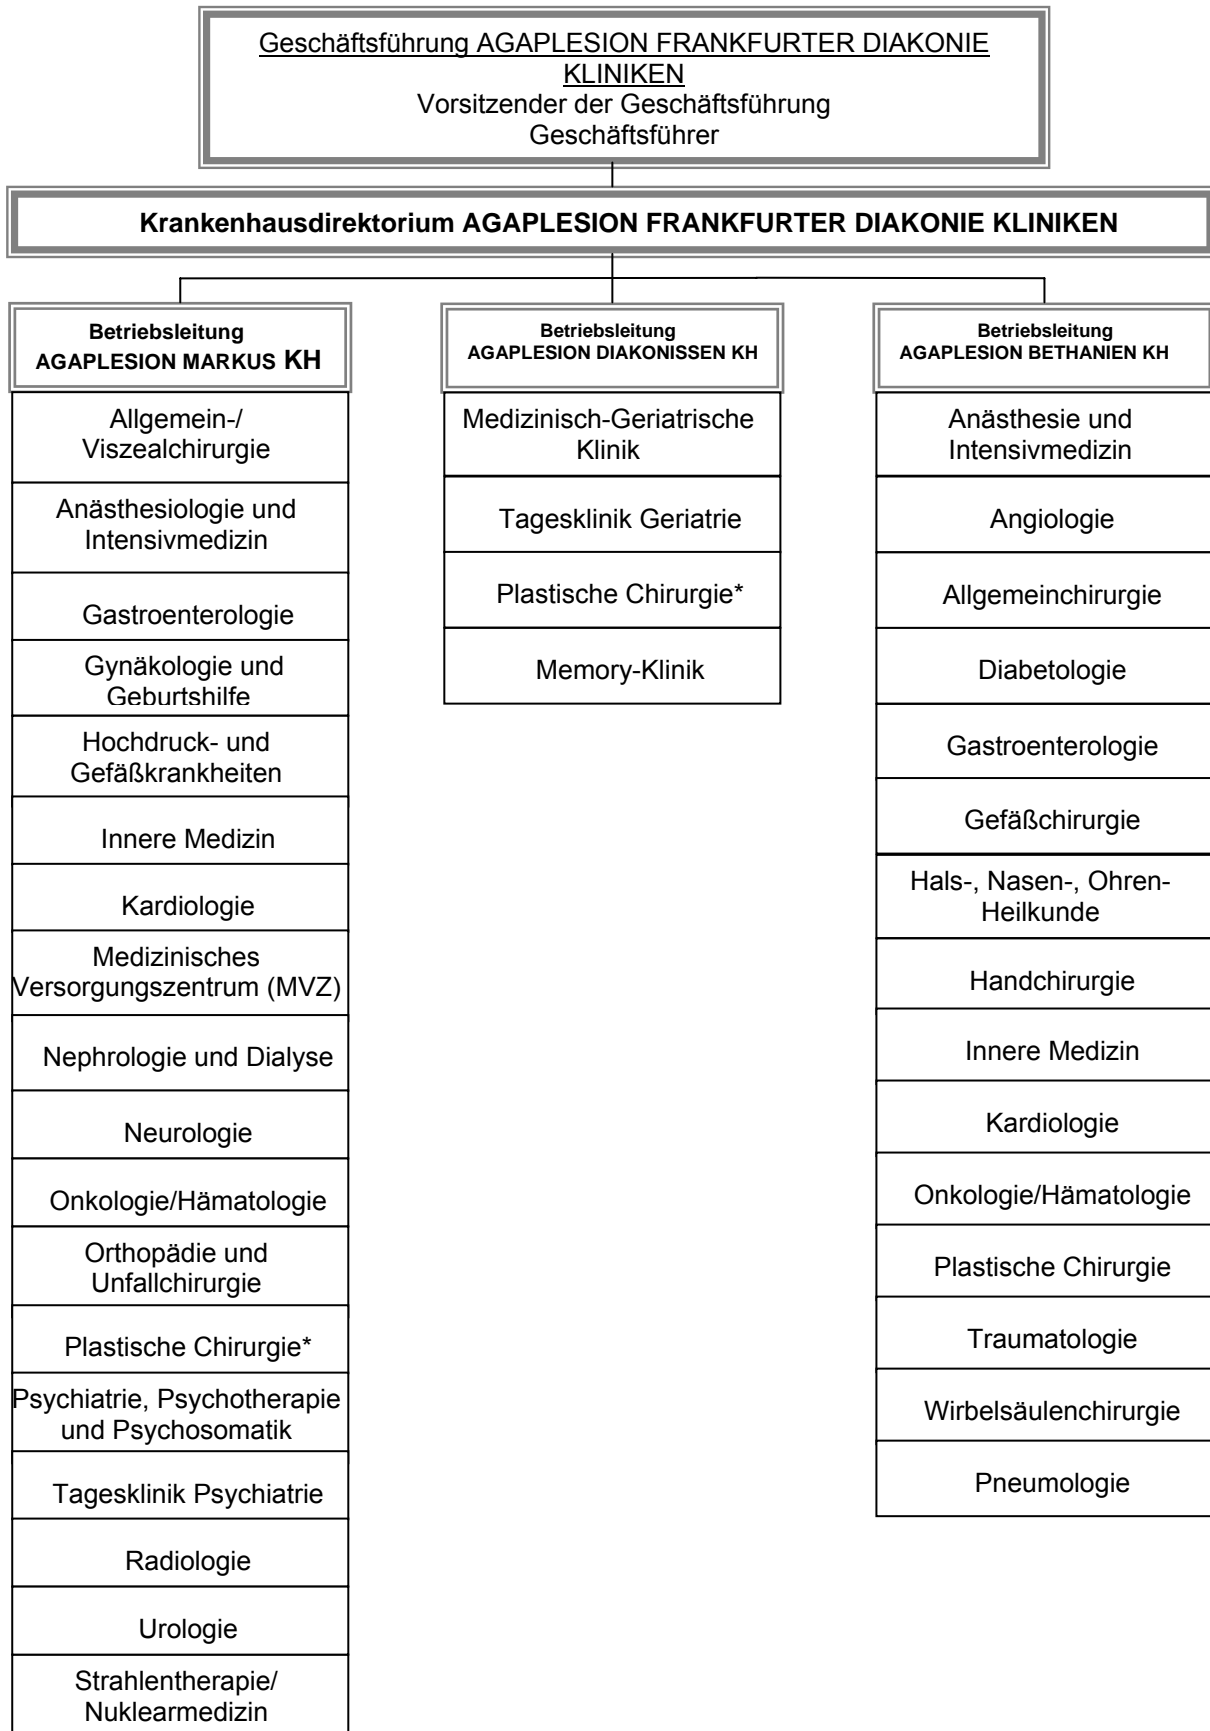 Geschäftsführung AGAPLESION FRANKFURTER DIAKONIE
KLINIKEN
Vorsitzender der Geschäftsführung
Geschäftsführer
Krankenhausdirektorium AGAPLESION FRANKFURTER DIAKONIE KLINIKEN
Betriebsleitung
AGAPLESION MARKUS KH
Allgemein-/
Viszealchirurgie
Anästhesiologie und
Intensivmedizin
Gastroenterologie
Gynäkologie und
Geburtshilfe
Hochdruck- und
Gefäßkrankheiten
Innere Medizin
Kardiologie
Medizinisches
Versorgungszentrum (MVZ)
Nephrologie und Dialyse
Neurologie
Onkologie/Hämatologie
Orthopädie und
Unfallchirurgie
Plastische Chirurgie*
Psychiatrie, Psychotherapie
und Psychosomatik
Tagesklinik Psychiatrie
Radiologie
Urologie
Strahlentherapie/
Nuklearmedizin
Betriebsleitung
AGAPLESION DIAKONISSEN KH
Medizinisch-Geriatrische
Klinik
Tagesklinik Geriatrie
Plastische Chirurgie*
Memory-Klinik
Betriebsleitung
AGAPLESION BETHANIEN KH
Anästhesie und
Intensivmedizin
Angiologie
Allgemeinchirurgie
Diabetologie
Gastroenterologie
Gefäßchirurgie
Hals-, Nasen-, Ohren-
Heilkunde
Handchirurgie
Innere Medizin
Kardiologie
Onkologie/Hämatologie
Plastische Chirurgie
Traumatologie
Wirbelsäulenchirurgie
Pneumologie